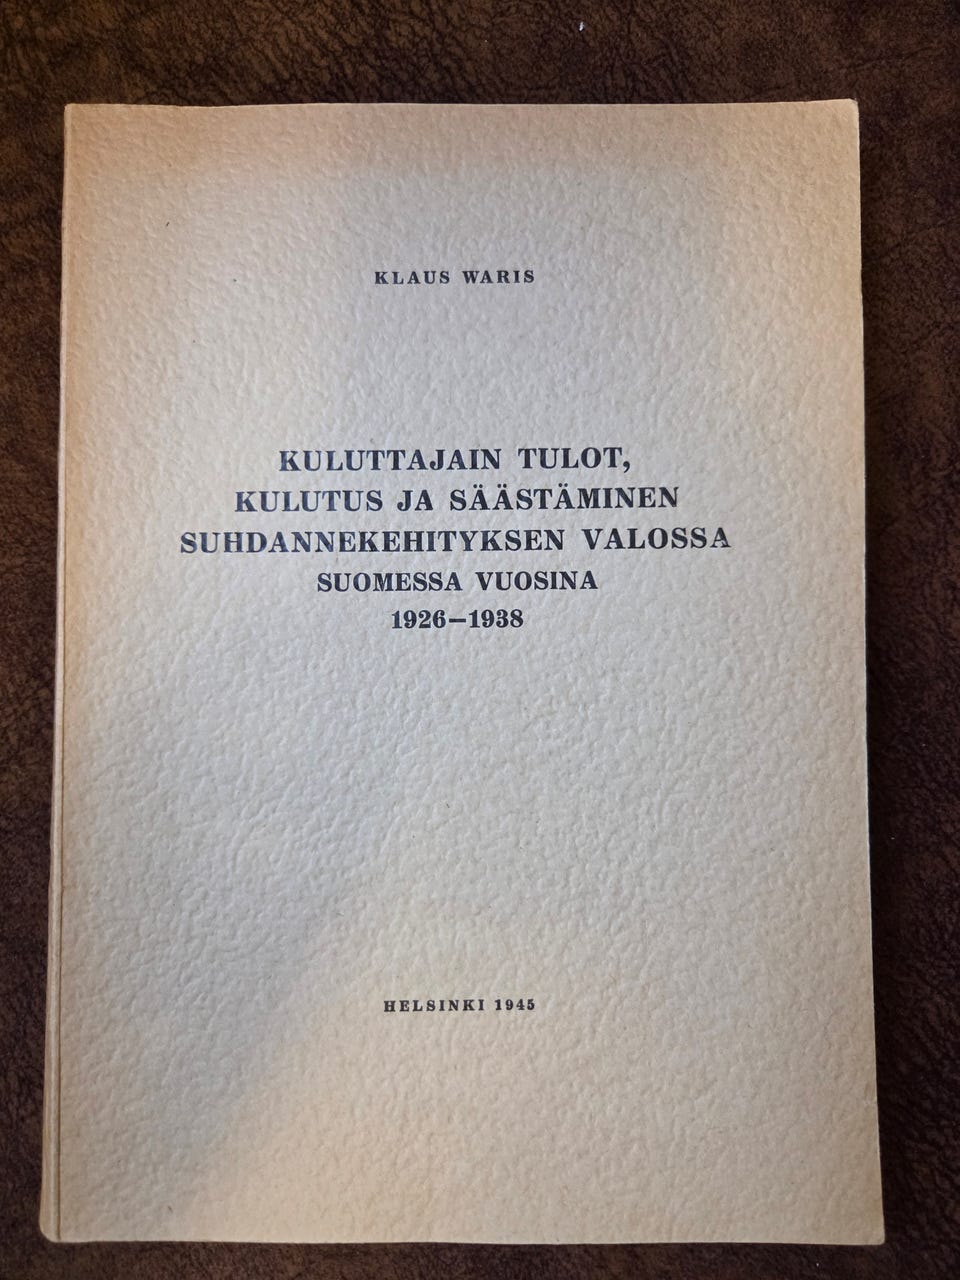 KLAUS WARIS
KULUTTAJAIN TULOT,
KULUTUS JA SÄÄSTÄMINEN
SUHDANNEKEHITYKSEN VALOSSA
SUOMESSA VUOSINA
1926—1938
HELSINKI 1945